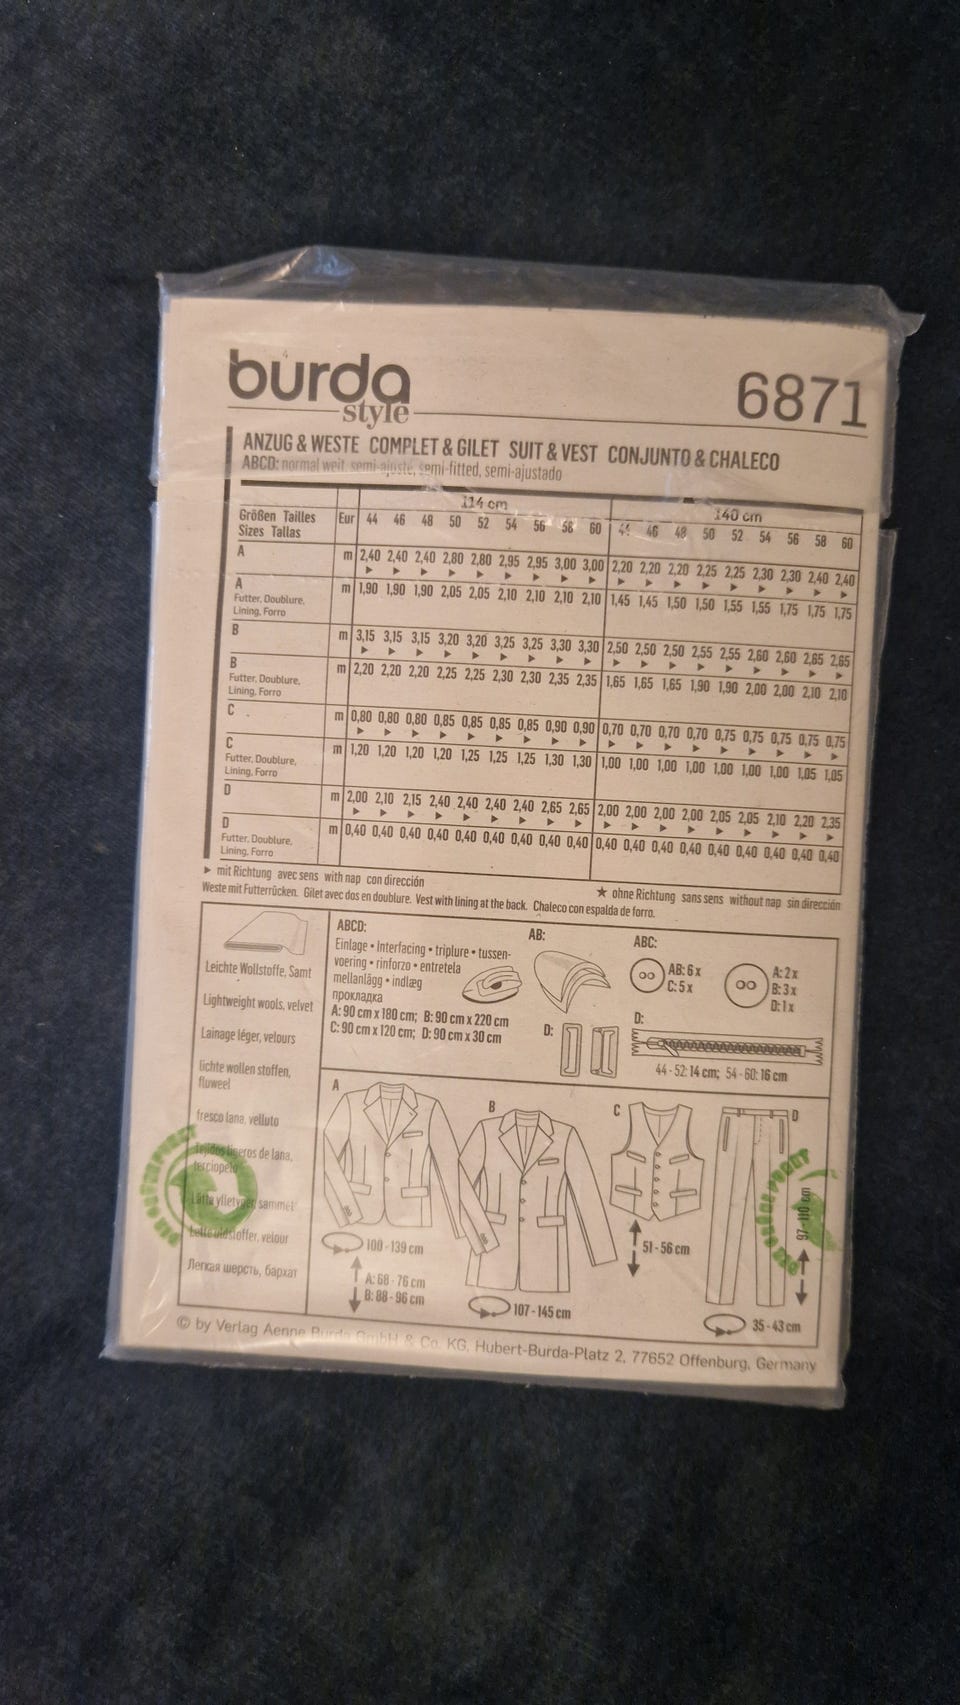 burda
style
6871
ANZUG & WESTE COMPLET & GILET SUIT & VEST CONJUNTO & CHALECO
ABCD: normal weit, semi-ajusté, semi-fitted, semi-ajustado
114 cm 140 cm
Größen Tailles Eur 44 46 48 50 52 54 56 58 60 44 46 48 50 52 54 56 58 60
Sizes Tallas
A m 2,40 2,40 2,40 2,80 2,80 2,95 2,95 3,00 3,00 2,20 2,20 2,20 2,25 2,25 2,30 2,30 2,40 2,40
▶ ▶ ▶ ▶ ▶ ▶ ▶ ▶ ▶ ▶ ▶ ▶ ▶ ▶ ▶ ▶ ▶ ▶
A m 1,90 1,90 1,90 2,05 2,05 2,10 2,10 2,10 2,10 1,45 1,45 1,50 1,50 1,55 1,55 1,75 1,75 1,75
Futter, Doublure,
Lining, Forro
B m 3,15 3,15 3,15 3,20 3,20 3,25 3,25 3,30 3,30 2,50 2,50 2,50 2,55 2,55 2,60 2,60 2,65 2,65
▶ ▶ ▶ ▶ ▶ ▶ ▶ ▶ ▶ ▶ ▶ ▶ ▶ ▶ ▶ ▶ ▶ ▶
B m 2,20 2,20 2,20 2,25 2,25 2,30 2,30 2,35 2,35 1,65 1,65 1,65 1,90 1,90 2,00 2,00 2,10 2,10
Futter, Doublure,
Lining, Forro
C m 0,80 0,80 0,80 0,85 0,85 0,85 0,85 0,90 0,90 0,70 0,70 0,70 0,70 0,75 0,75 0,75 0,75 0,75
▶ ▶ ▶ ▶ ▶ ▶ ▶ ▶ ▶ ▶ ▶ ▶ ▶ ▶ ▶ ▶ ▶ ▶
C m 1,20 1,20 1,20 1,20 1,25 1,25 1,25 1,30 1,30 1,00 1,00 1,00 1,00 1,00 1,00 1,00 1,05 1,05
Futter, Doublure,
Lining, Forro
D m 2,00 2,10 2,15 2,40 2,40 2,40 2,40 2,65 2,65 2,00 2,00 2,00 2,00 2,05 2,05 2,10 2,20 2,35
▶ ▶ ▶ ▶ ▶ ▶ ▶ ▶ ▶ ▶ ▶ ▶ ▶ ▶ ▶ ▶ ▶ ▶
D m 0,40 0,40 0,40 0,40 0,40 0,40 0,40 0,40 0,40 0,40 0,40 0,40 0,40 0,40 0,40 0,40 0,40 0,40
Futter, Doublure,
Lining, Forro
▶ mit Richtung avec sens with nap con dirección ★ ohne Richtung sans sens without nap sin dirección
Weste mit Futterrücken. Gilet avec dos en doublure. Vest with lining at the back. Chaleco con espalda de forro.
Leichte Wollstoffe, Samt
Lightweight wools, velvet
Lainage léger, velours
lichte wollen stoffen,
fluweel
fresco lana, velluto
Tejidos ligeros de lana,
terciopelo
Lätta ylletyger, sammet
Lette uldstoffer, velour
Легкая шерсть, бархат
ABCD:
Einlage • Interfacing • triplure • tussen-
voering • rinforzo • entretela
mellanlägg • indlæg
прокладка
A: 90 cm x 180 cm; B: 90 cm x 220 cm
C: 90 cm x 120 cm; D: 90 cm x 30 cm
AB:
D:
ABC:
AB: 6 x
C: 5 x
A: 2 x
B: 3 x
D: 1 x
D:
44 - 52: 14 cm; 54 - 60: 16 cm
A
100 - 139 cm
A: 68 - 76 cm
B: 88 - 96 cm
B
107 - 145 cm
C
51 - 56 cm
D
97 - 110 cm
35 - 43 cm
© by Verlag Aenne Burda GmbH & Co. KG, Hubert-Burda-Platz 2, 77652 Offenburg, Germany